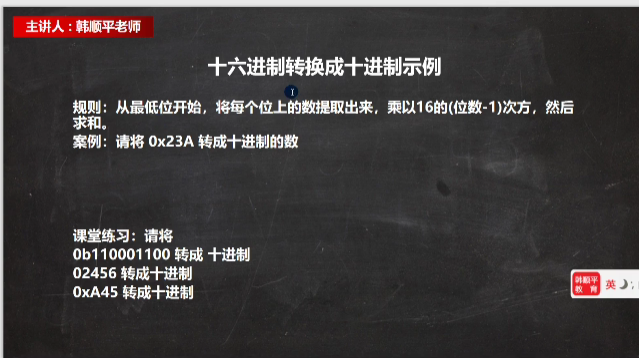 主讲人：韩顺平老师
十六进制转换成十进制示例
规则：从最低位开始，将每个位上的数提取出来，乘以16的(位数-1)次方，然后
求和。
案例：请将 0x23A 转成十进制的数
课堂练习：请将
0b110001100 转成 十进制
02456 转成十进制
0xA45 转成十进制
韩顺平
教 育
英